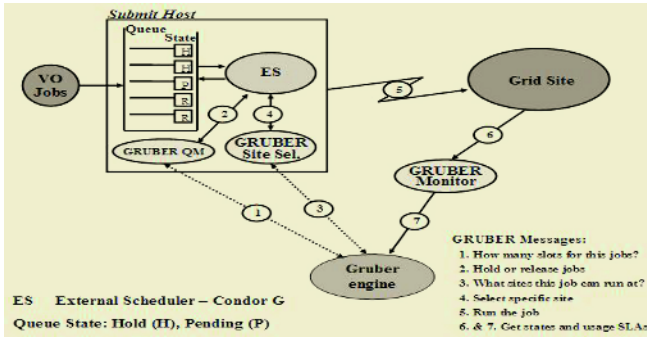 Submit Host
Queue
State
H
H
P
R
R
VO
Jobs
ES
2
4
GRUBER QM
GRUBER
Site Sel.
5
Grid Site
6
GRUBER
Monitor
1
3
7
Gruber
engine
GRUBER Messages:
1. How many slots for this jobs?
2. Hold or release jobs
3. What sites this job can run at?
4. Select specific site
5. Run the job
6. & 7. Get states and usage SLAs
ES External Scheduler – Condor G
Queue State: Hold (H), Pending (P)